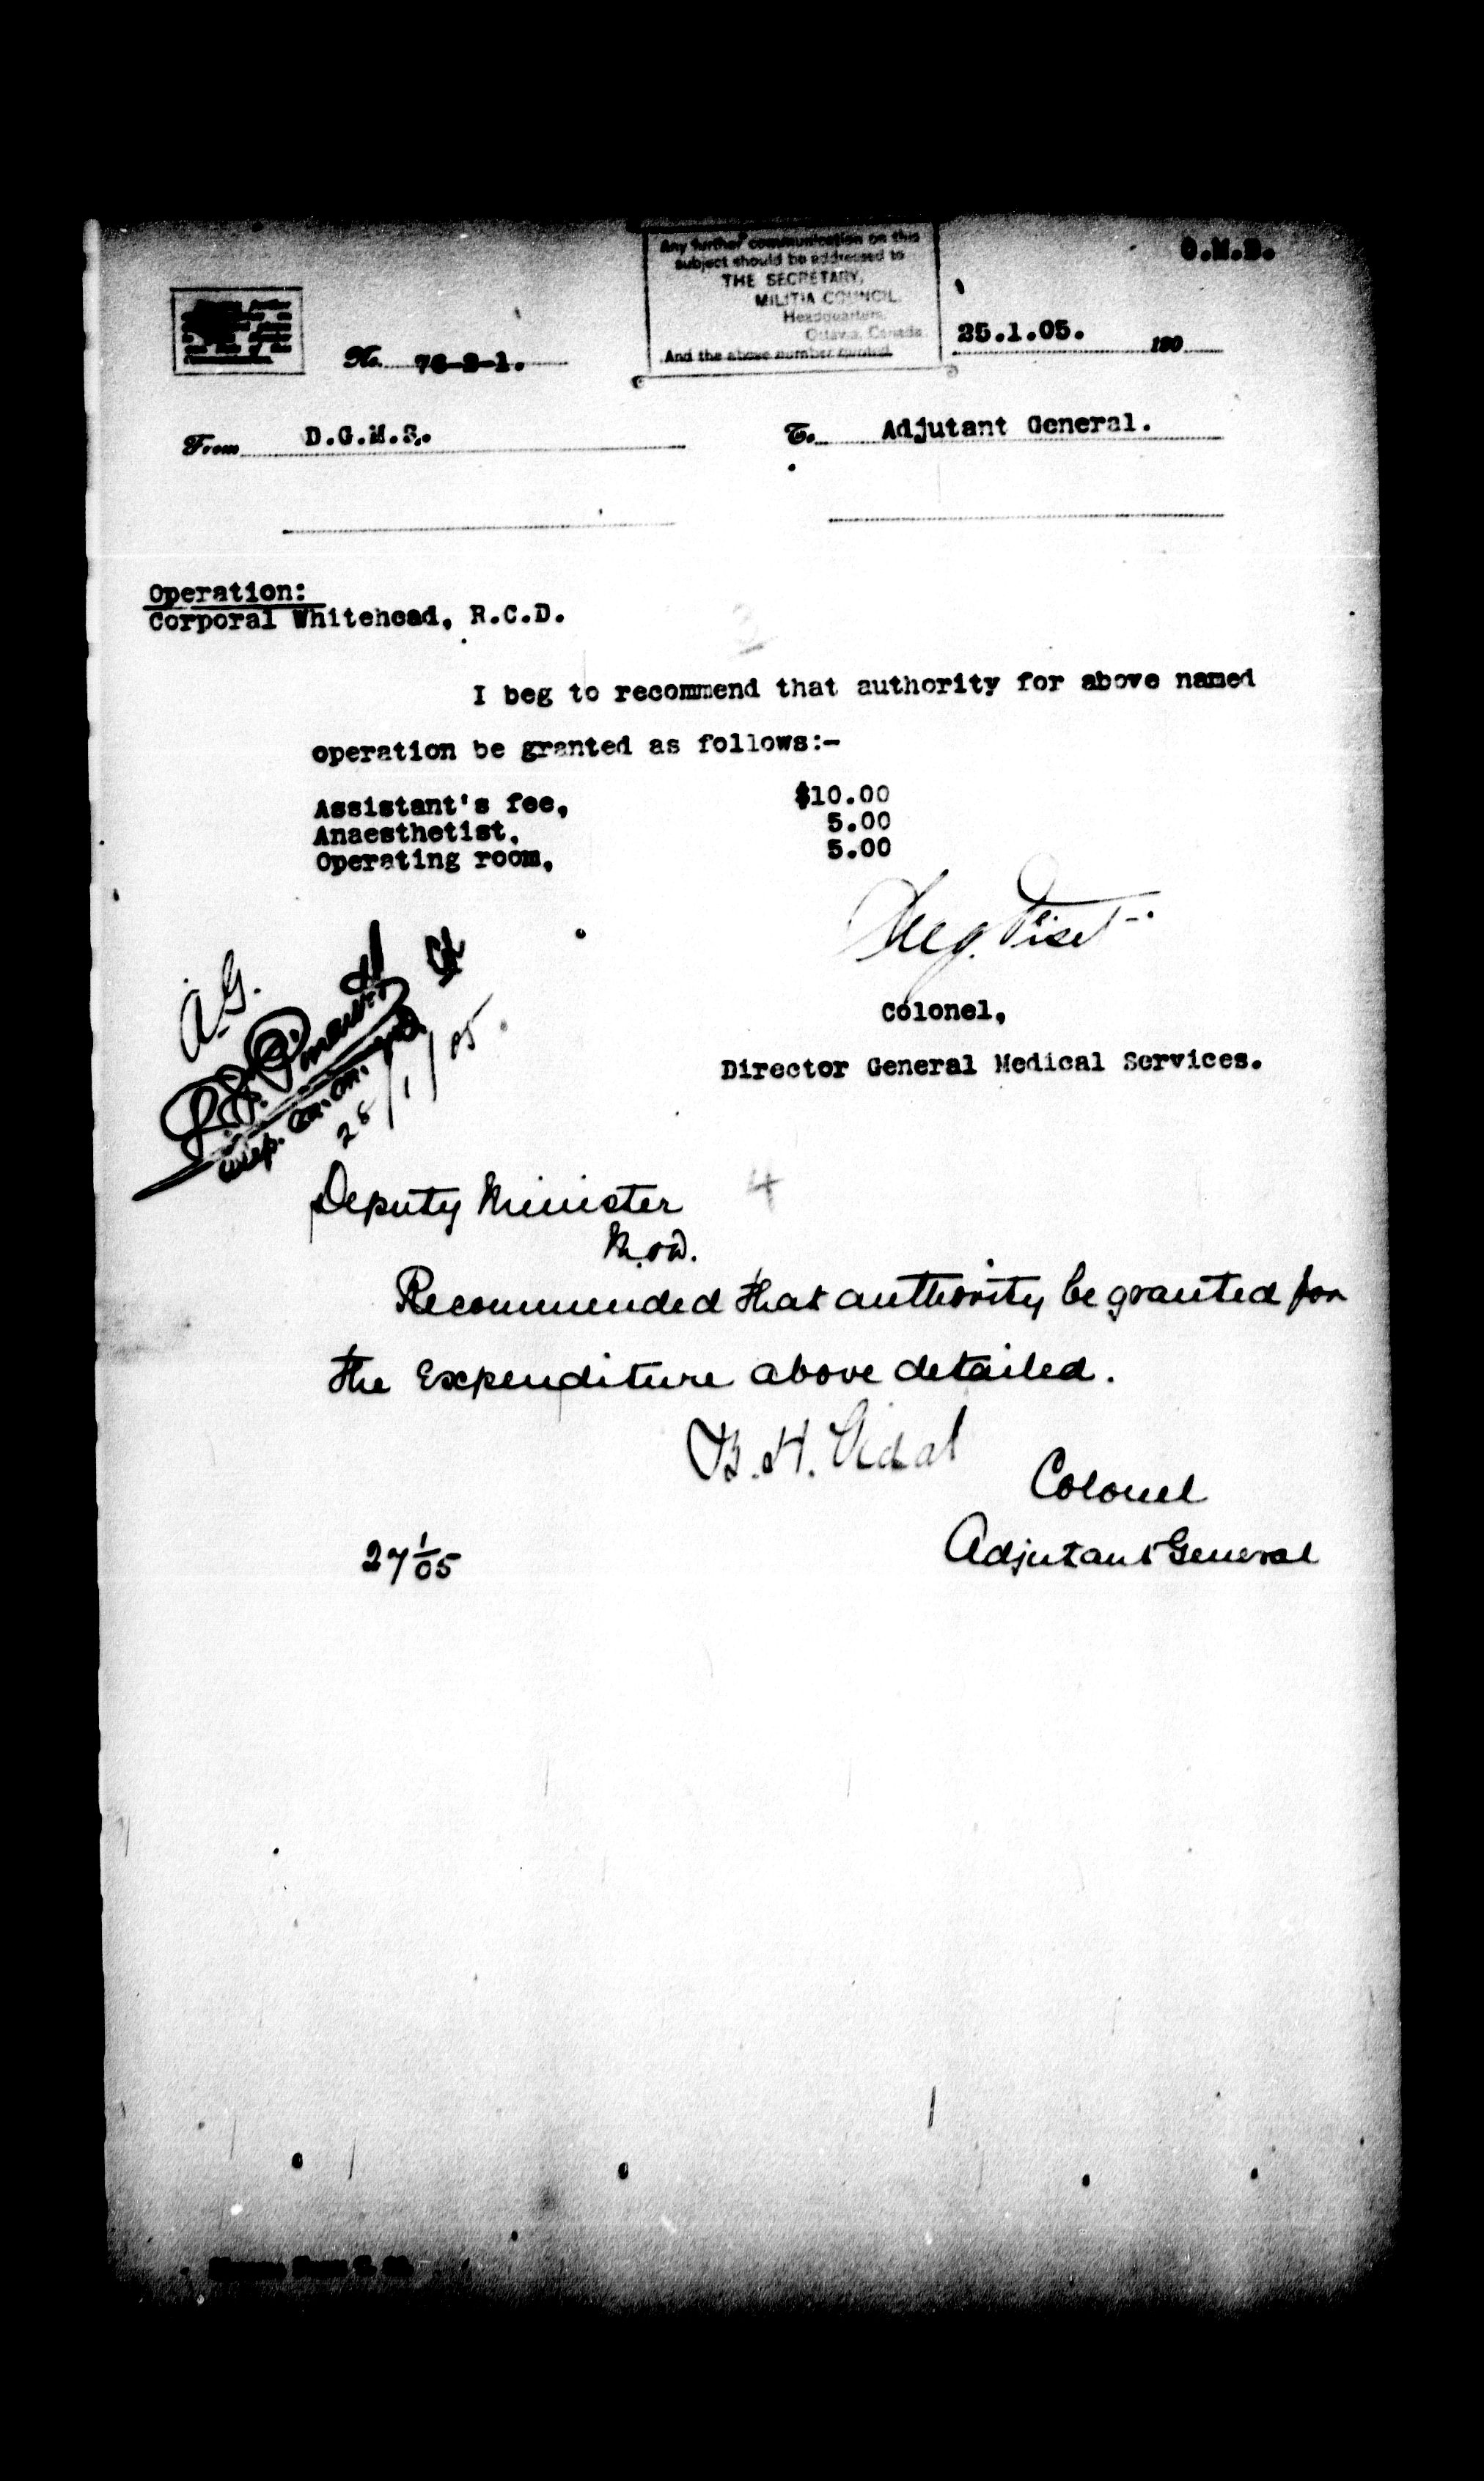 Any further communication on this
subject should be addressed to
THE SECRETARY,
MILITIA COUNCIL,
Headquarters,
Ottawa, Canada.
And the above number quoted.
25.1.05. 190
No. 76-2-1.
From D.G.M.S.
To Adjutant General.
Operation:
Corporal Whitehead, R.C.D.
3
I beg to recommend that authority for above named
operation be granted as follows:-
Assistant's fee, $10.00
Anaesthetist, 5.00
Operating room, 5.00
Colonel,
Director General Medical Services.
A.G.
28/1/05
Deputy Minister
4
Recommended that authority be granted for
the Expenditure above detailed.
B.H. Vidal
Colonel
Adjutant General
27 1/05